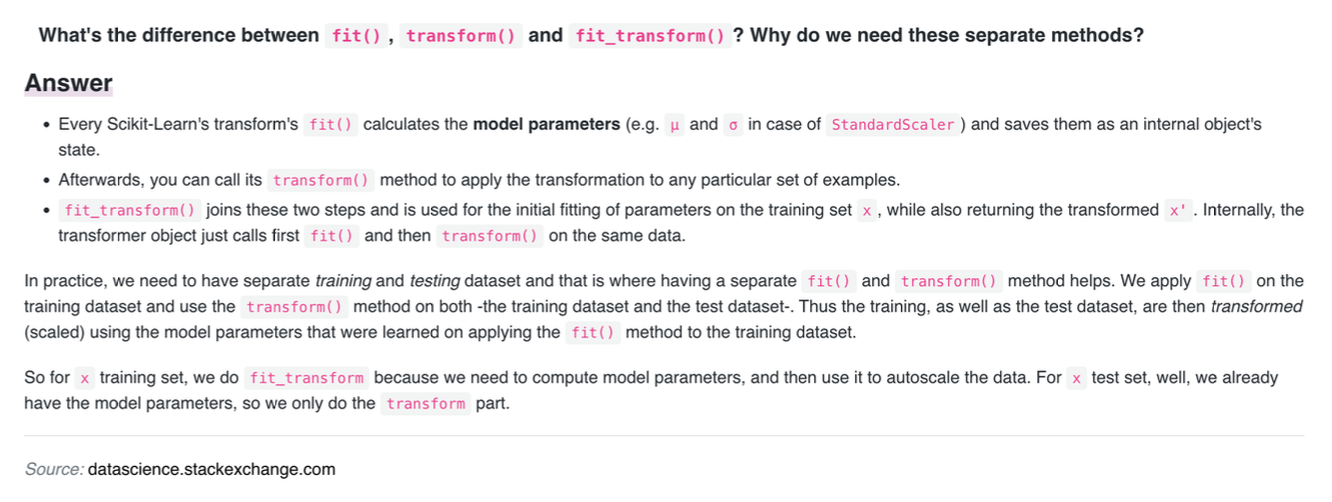 What's the difference between fit(), transform() and fit_transform()? Why do we need these separate methods?
Answer
• Every Scikit-Learn's transform's fit() calculates the model parameters (e.g. μ and σ in case of StandardScaler) and saves them as an internal object's
state.
• Afterwards, you can call its transform() method to apply the transformation to any particular set of examples.
• fit_transform() joins these two steps and is used for the initial fitting of parameters on the training set x, while also returning the transformed x'. Internally, the
transformer object just calls first fit() and then transform() on the same data.
In practice, we need to have separate training and testing dataset and that is where having a separate fit() and transform() method helps. We apply fit() on the
training dataset and use the transform() method on both -the training dataset and the test dataset-. Thus the training, as well as the test dataset, are then transformed
(scaled) using the model parameters that were learned on applying the fit() method to the training dataset.
So for x training set, we do fit_transform because we need to compute model parameters, and then use it to autoscale the data. For x test set, well, we already
have the model parameters, so we only do the transform part.
Source: datascience.stackexchange.com